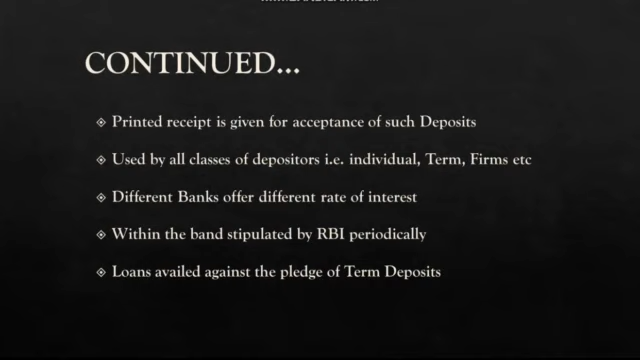 CONTINUED...
Printed receipt is given for acceptance of such Deposits
Used by all classes of depositors i.e. individual, Term, Firms etc
Different Banks offer different rate of interest
Within the band stipulated by RBI periodically
Loans availed against the pledge of Term Deposits